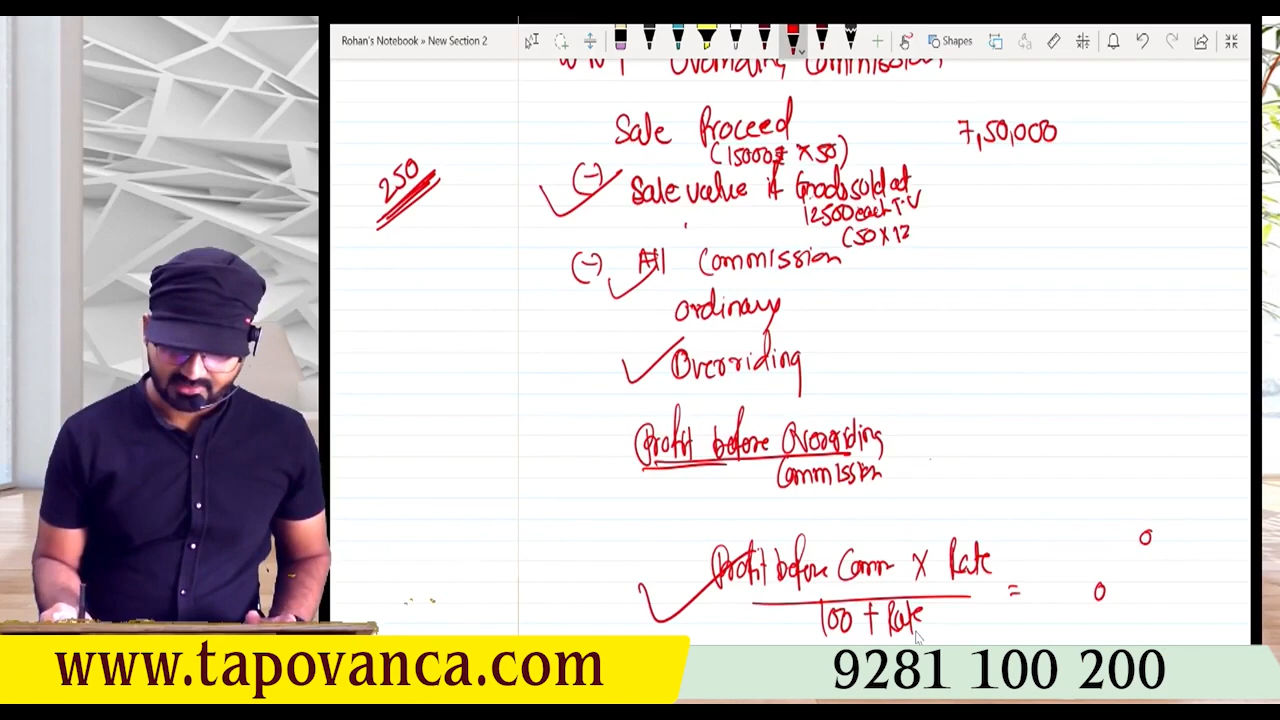 Rohan's Notebook » New Section 2
Shapes
Overriding Commission
Sale Proceed 7,50,000
(15000 × 50)
(-)
250
Sale value if Goods sold at
12500 each T.V
(50 × 12
(-) All Commission
ordinary
Overriding
Profit before Overriding
Commission
Profit before Comm × Rate
100 + Rate
=
0
0
www.tapovanca.com
9281 100 200